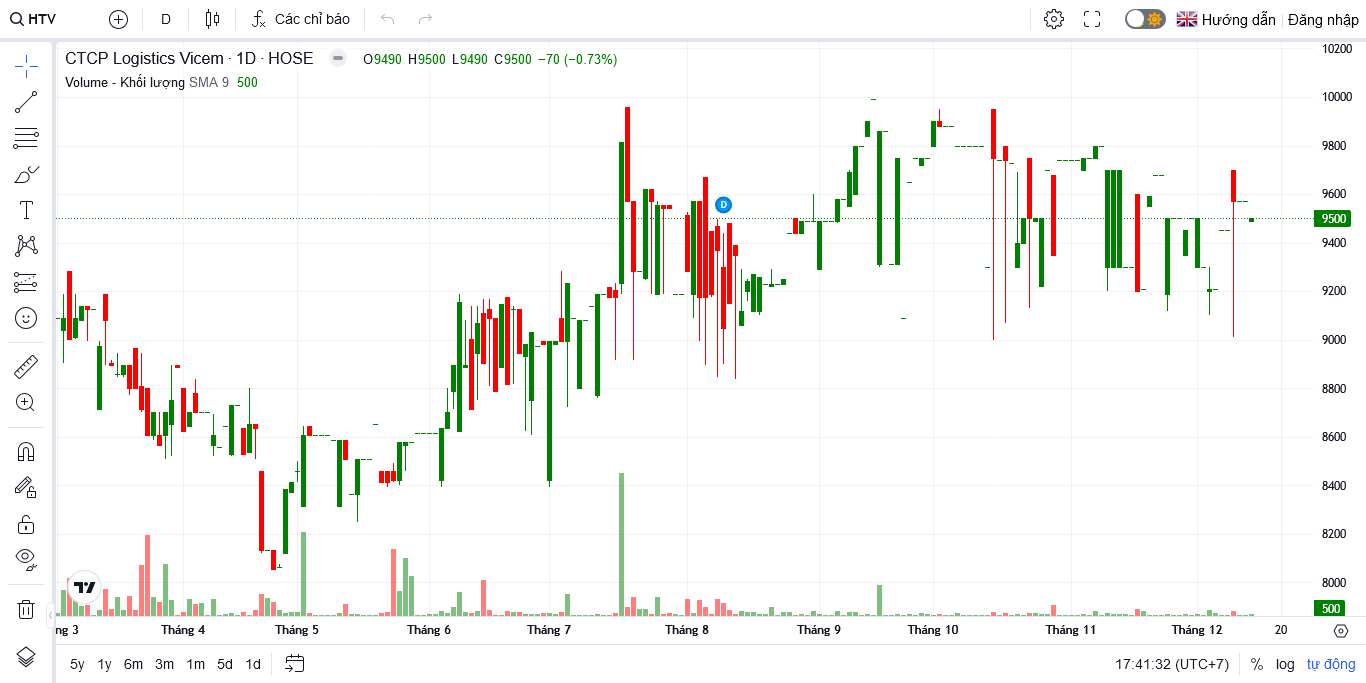 HTV D Các chỉ báo Hướng dẫn Đăng nhập
CTCP Logistics Vicem · 1D · HOSE O9490 H9500 L9490 C9500 −70 (−0.73%)
Volume - Khối lượng SMA 9 500
10200
10000
9800
9600
9500
9400
9200
9000
8800
8600
8400
8200
8000
500
D
ng 3 Tháng 4 Tháng 5 Tháng 6 Tháng 7 Tháng 8 Tháng 9 Tháng 10 Tháng 11 Tháng 12 20
5y 1y 6m 3m 1m 5d 1d 17:41:32 (UTC+7) % log tự động